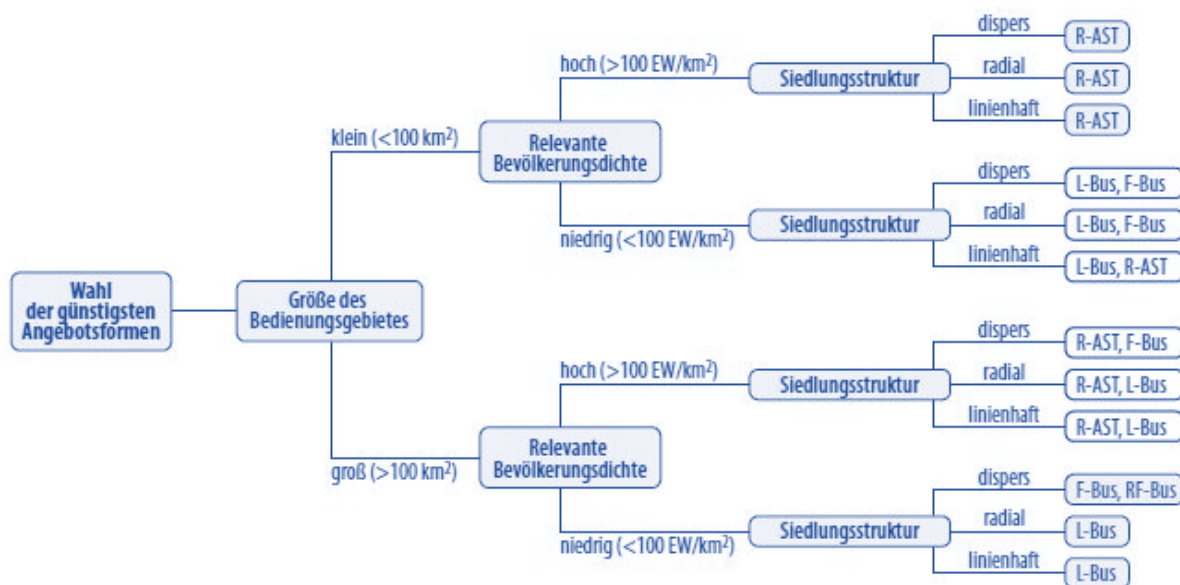 Wahl
der günstigsten
Angebotsformen
Größe des
Bedienungsgebietes
klein (<100 km²)
Relevante
Bevölkerungsdichte
hoch (>100 EW/km²)
Siedlungsstruktur
dispers
R-AST
radial
R-AST
linienhaft
R-AST
niedrig (<100 EW/km²)
Siedlungsstruktur
dispers
L-Bus, F-Bus
radial
L-Bus, F-Bus
linienhaft
L-Bus, R-AST
groß (>100 km²)
Relevante
Bevölkerungsdichte
hoch (>100 EW/km²)
Siedlungsstruktur
dispers
R-AST, F-Bus
radial
R-AST, L-Bus
linienhaft
R-AST, L-Bus
niedrig (<100 EW/km²)
Siedlungsstruktur
dispers
F-Bus, RF-Bus
radial
L-Bus
linienhaft
L-Bus